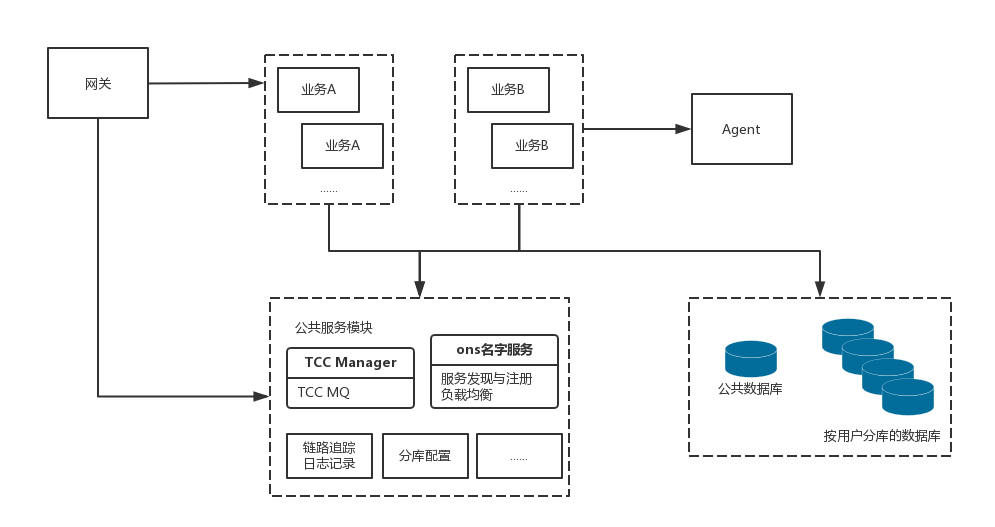 网关
业务A
业务A
......
业务B
业务B
......
Agent
公共服务模块
TCC Manager
TCC MQ
ons名字服务
服务发现与注册
负载均衡
链路追踪
日志记录
分库配置
......
公共数据库
按用户分库的数据库